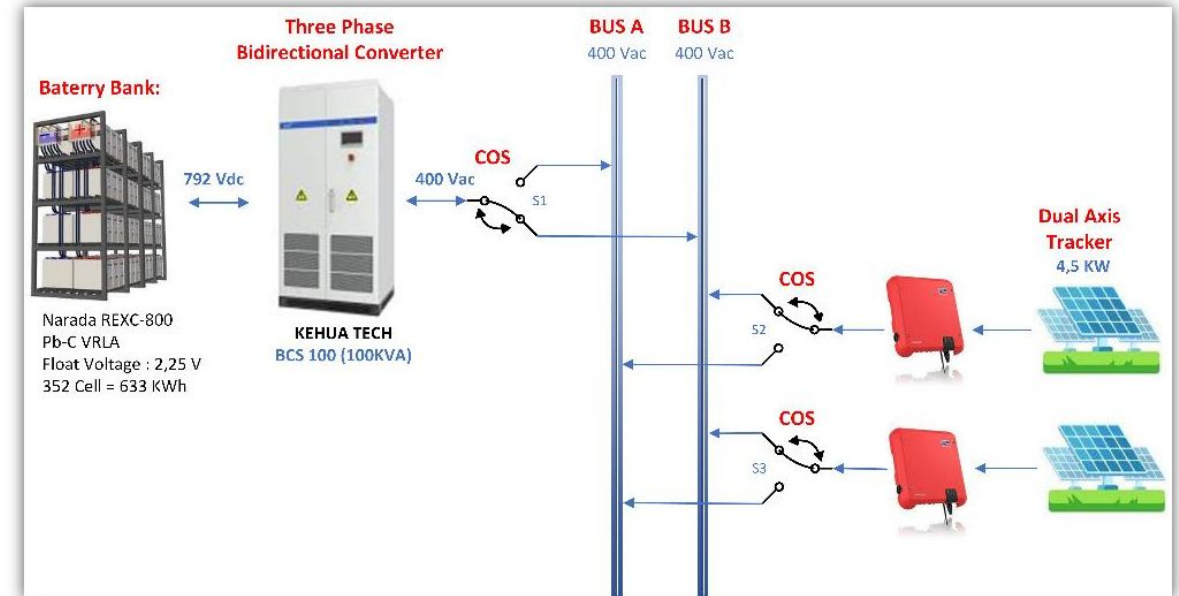 Three Phase
Bidirectional Converter
BUS A
BUS B
400 Vac
400 Vac
Baterry Bank:
792 Vdc
400 Vac
COS
S1
Narada REXC-800
Pb-C VRLA
Float Voltage : 2,25 V
352 Cell = 633 KWh
KEHUA TECH
BCS 100 (100KVA)
Dual Axis
Tracker
4,5 KW
COS
S2
COS
S3